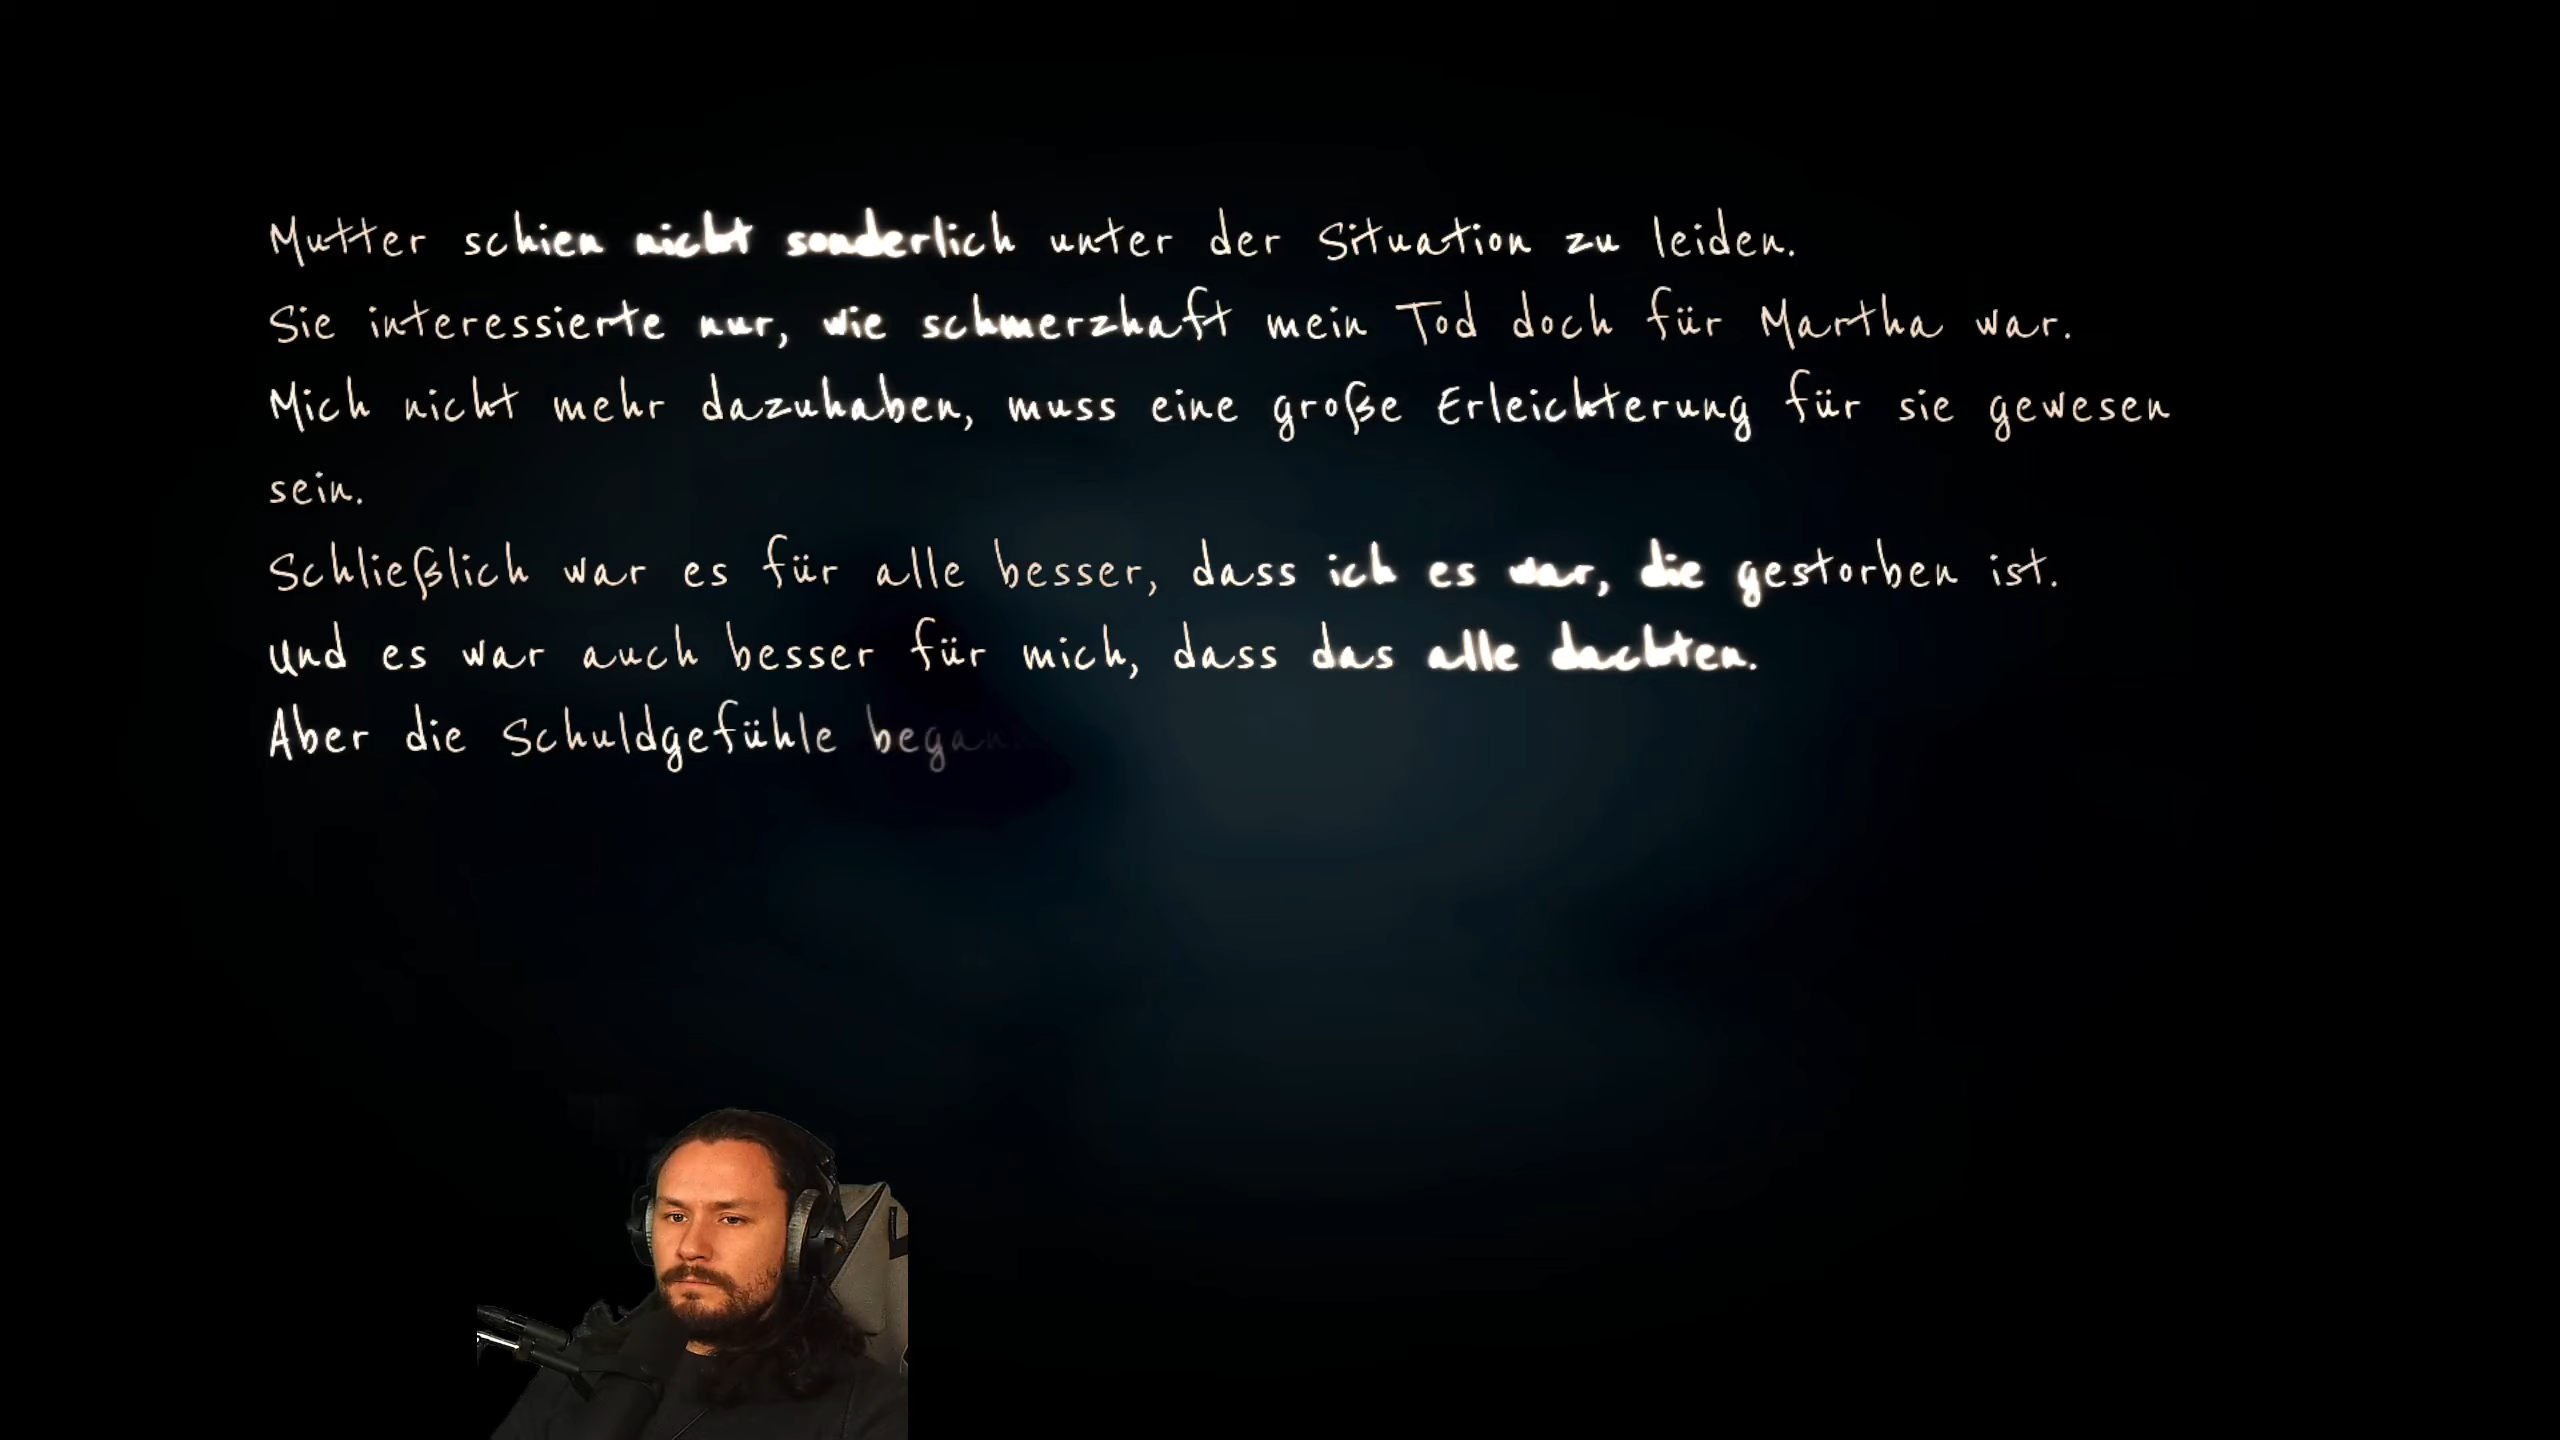 Mutter schien nicht sonderlich unter der Situation zu leiden.
Sie interessierte nur, wie schmerzhaft mein Tod doch für Martha war.
Mich nicht mehr dazuhaben, muss eine große Erleichterung für sie gewesen
sein.
Schließlich war es für alle besser, dass ich es war, die gestorben ist.
Und es war auch besser für mich, dass das alle dachten.
Aber die Schuldgefühle